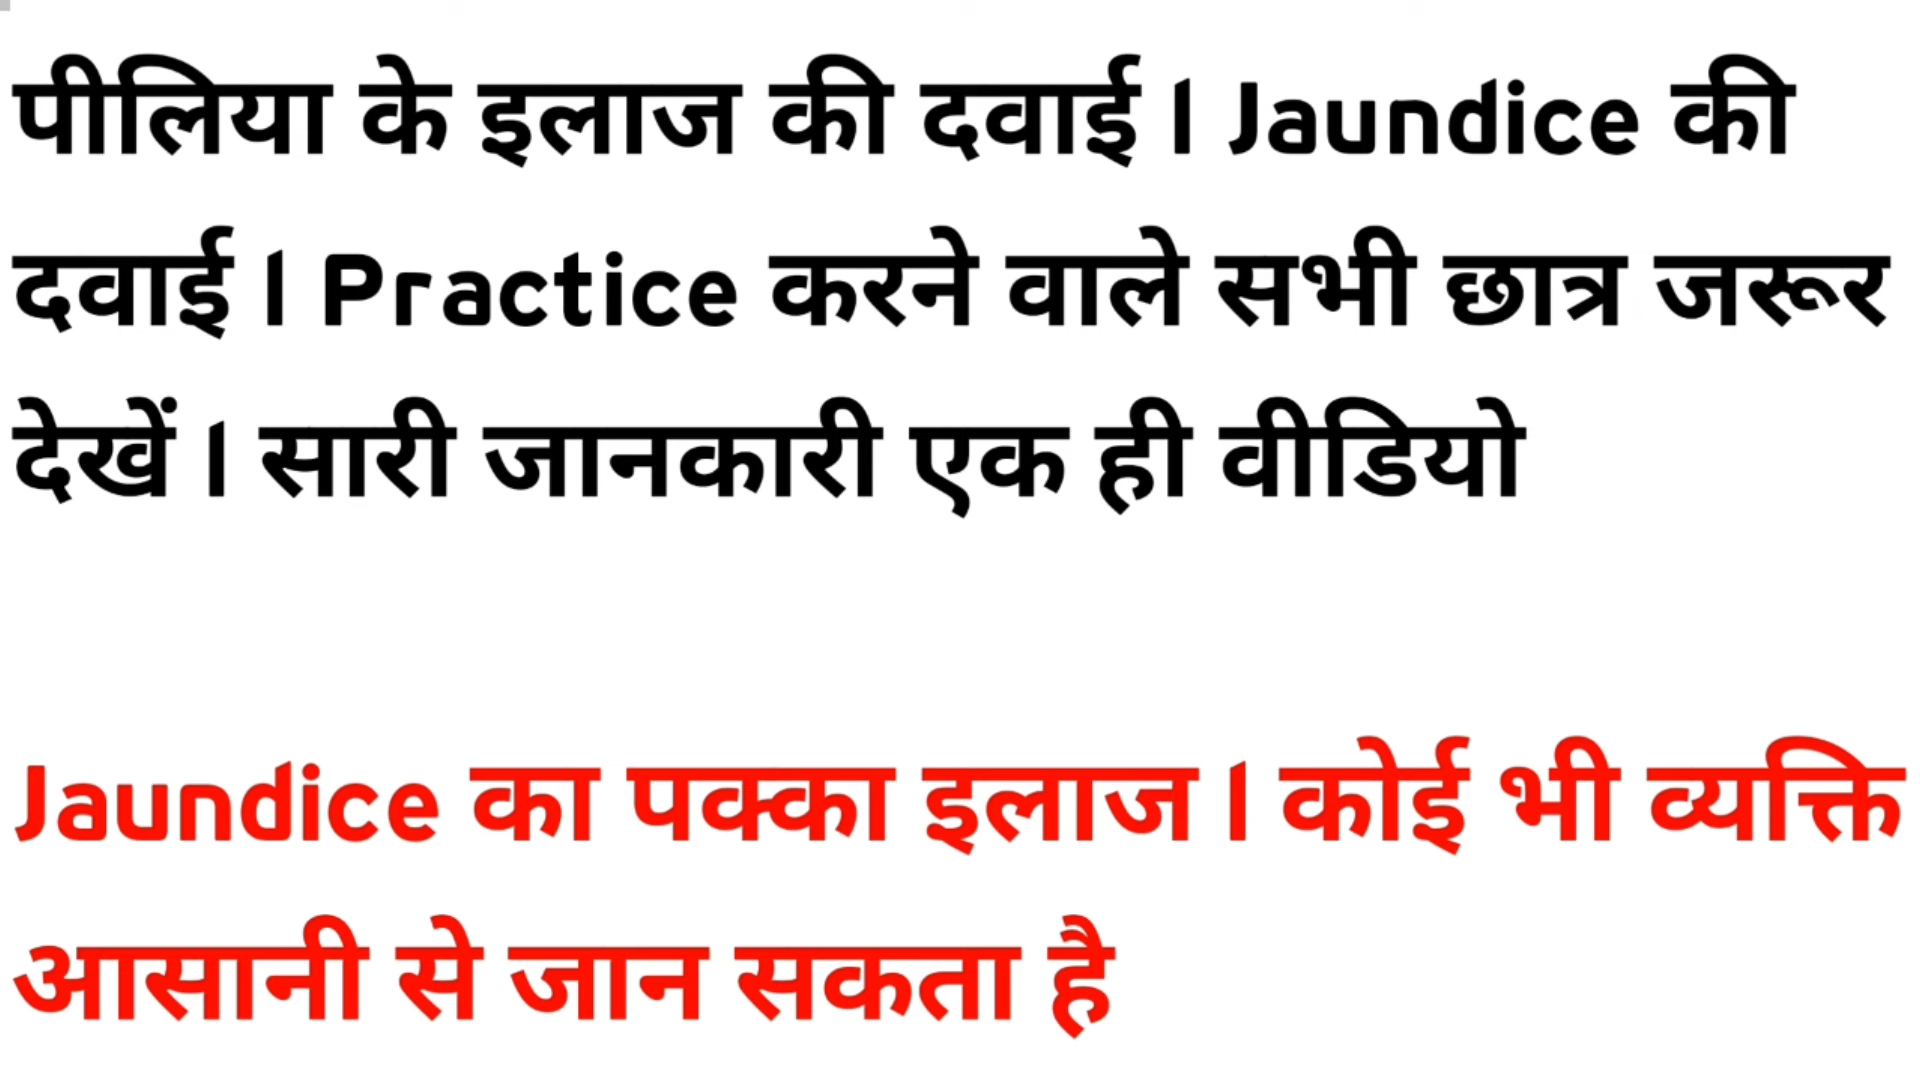 पीलिया के इलाज की दवाई । Jaundice की
दवाई । Practice करने वाले सभी छात्र जरूर
देखें । सारी जानकारी एक ही वीडियो
Jaundice का पक्का इलाज । कोई भी व्यक्ति
आसानी से जान सकता है